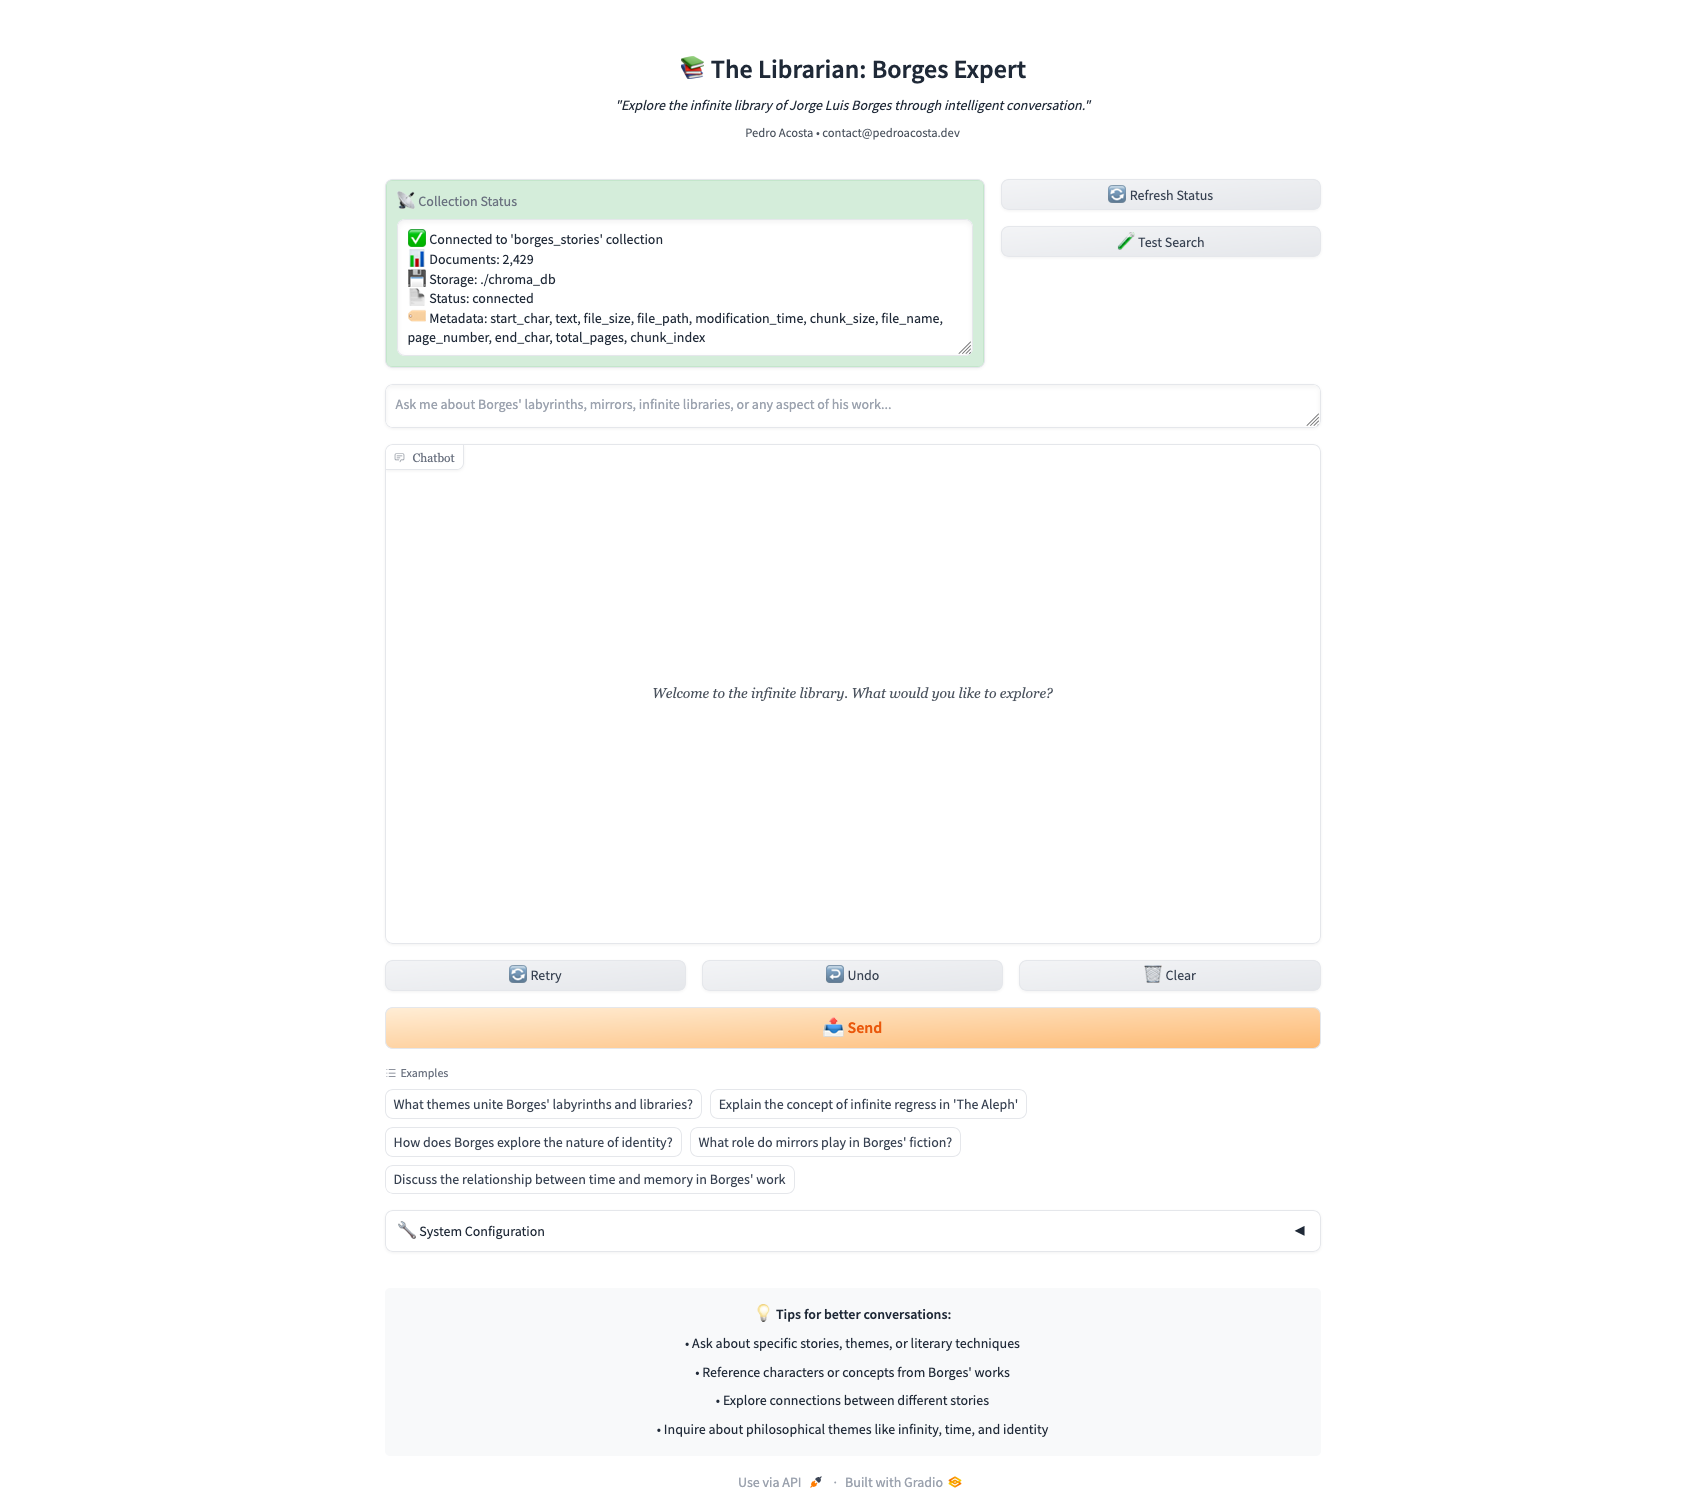 The Librarian: Borges Expert
"Explore the infinite library of Jorge Luis Borges through intelligent conversation."
Pedro Acosta • contact@pedroacosta.dev
Collection Status
Connected to 'borges_stories' collection
Documents: 2,429
Storage: ./chroma_db
Status: connected
Metadata: start_char, text, file_size, file_path, modification_time, chunk_size, file_name,
page_number, end_char, total_pages, chunk_index
Refresh Status
Test Search
Ask me about Borges' labyrinths, mirrors, infinite libraries, or any aspect of his work...
Chatbot
Welcome to the infinite library. What would you like to explore?
Retry
Undo
Clear
Send
Examples
What themes unite Borges' labyrinths and libraries?
Explain the concept of infinite regress in 'The Aleph'
How does Borges explore the nature of identity?
What role do mirrors play in Borges' fiction?
Discuss the relationship between time and memory in Borges' work
System Configuration
Tips for better conversations:
• Ask about specific stories, themes, or literary techniques
• Reference characters or concepts from Borges' works
• Explore connections between different stories
• Inquire about philosophical themes like infinity, time, and identity
Use via API · Built with Gradio